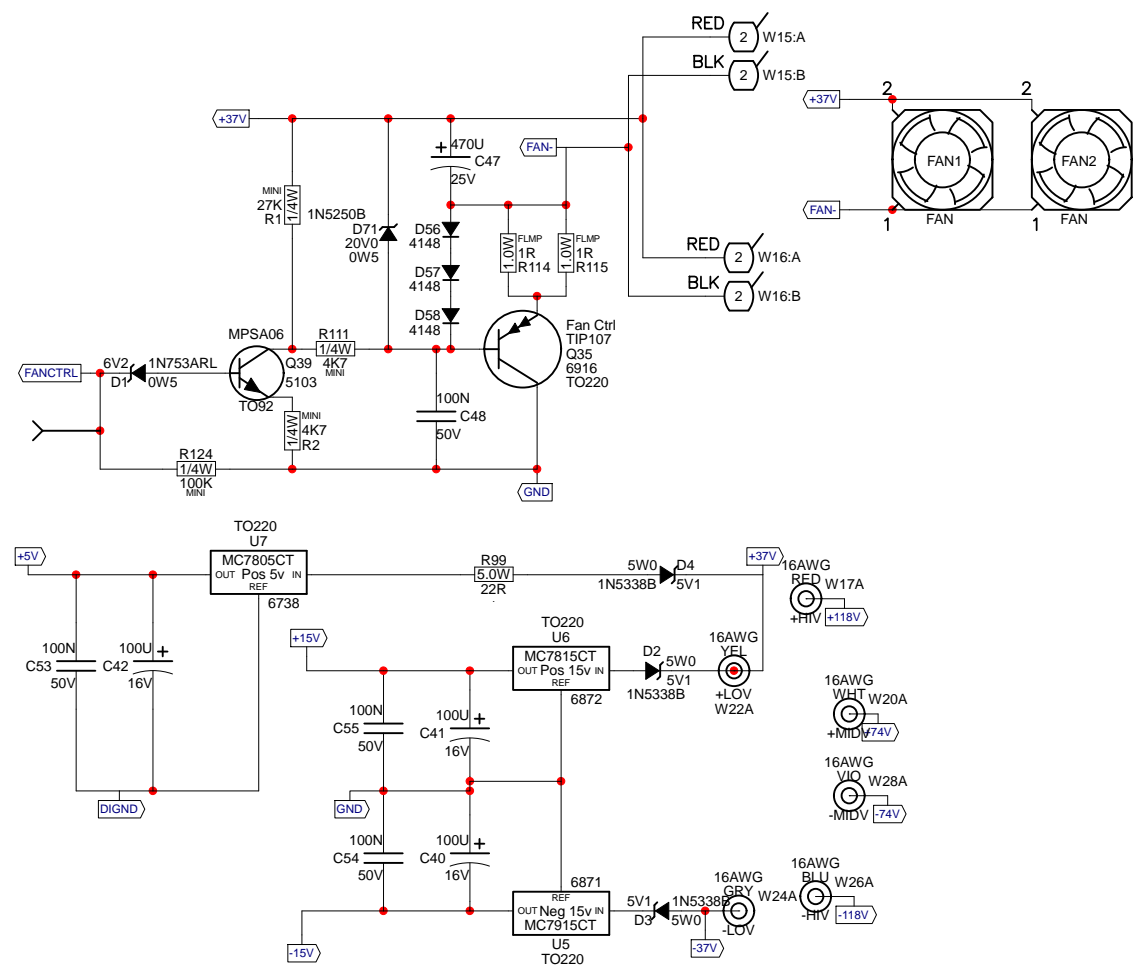 RED
2
W15:A
BLK
2
W15:B
+37V
FAN-
470U
+
C47
25V
MINI
27K
R1
1/4W
1N5250B
D71
20V0
0W5
D56
4148
D57
4148
D58
4148
1.0W
FLMP
1R
R114
1.0W
FLMP
1R
R115
RED
2
W16:A
BLK
2
W16:B
+37V
2
2
FAN1
FAN2
FAN-
1
FAN
1
FAN
MPSA06
Q39
5103
TO92
R111
1/4W
4K7
MINI
Fan Ctrl
TIP107
Q35
6916
TO220
FANCTRL
6V2
D1
1N753ARL
0W5
1/4W
MINI
4K7
R2
100N
C48
50V
R124
1/4W
100K
MINI
GND
TO220
U7
+5V
MC7805CT
OUT Pos 5v IN
REF
6738
R99
5.0W
22R
5W0
D4
1N5338B
5V1
+37V
16AWG
RED
W17A
+HIV
+118V
100N
C53
50V
100U
+
C42
16V
DIGND
+15V
TO220
U6
MC7815CT
OUT Pos 15v IN
REF
6872
D2
5W0
5V1
1N5338B
16AWG
YEL
+LOV
W22A
16AWG
WHT
W20A
+MIDV
+74V
100N
C55
50V
100U
+
C41
16V
GND
16AWG
VIO
W28A
-MIDV
-74V
100N
C54
50V
100U
+
C40
16V
-15V
6871
REF
OUT Neg 15v IN
MC7915CT
U5
TO220
5V1
1N5338B
D3
5W0
16AWG
GRY
W24A
-LOV
-37V
16AWG
BLU
W26A
-HIV
-118V